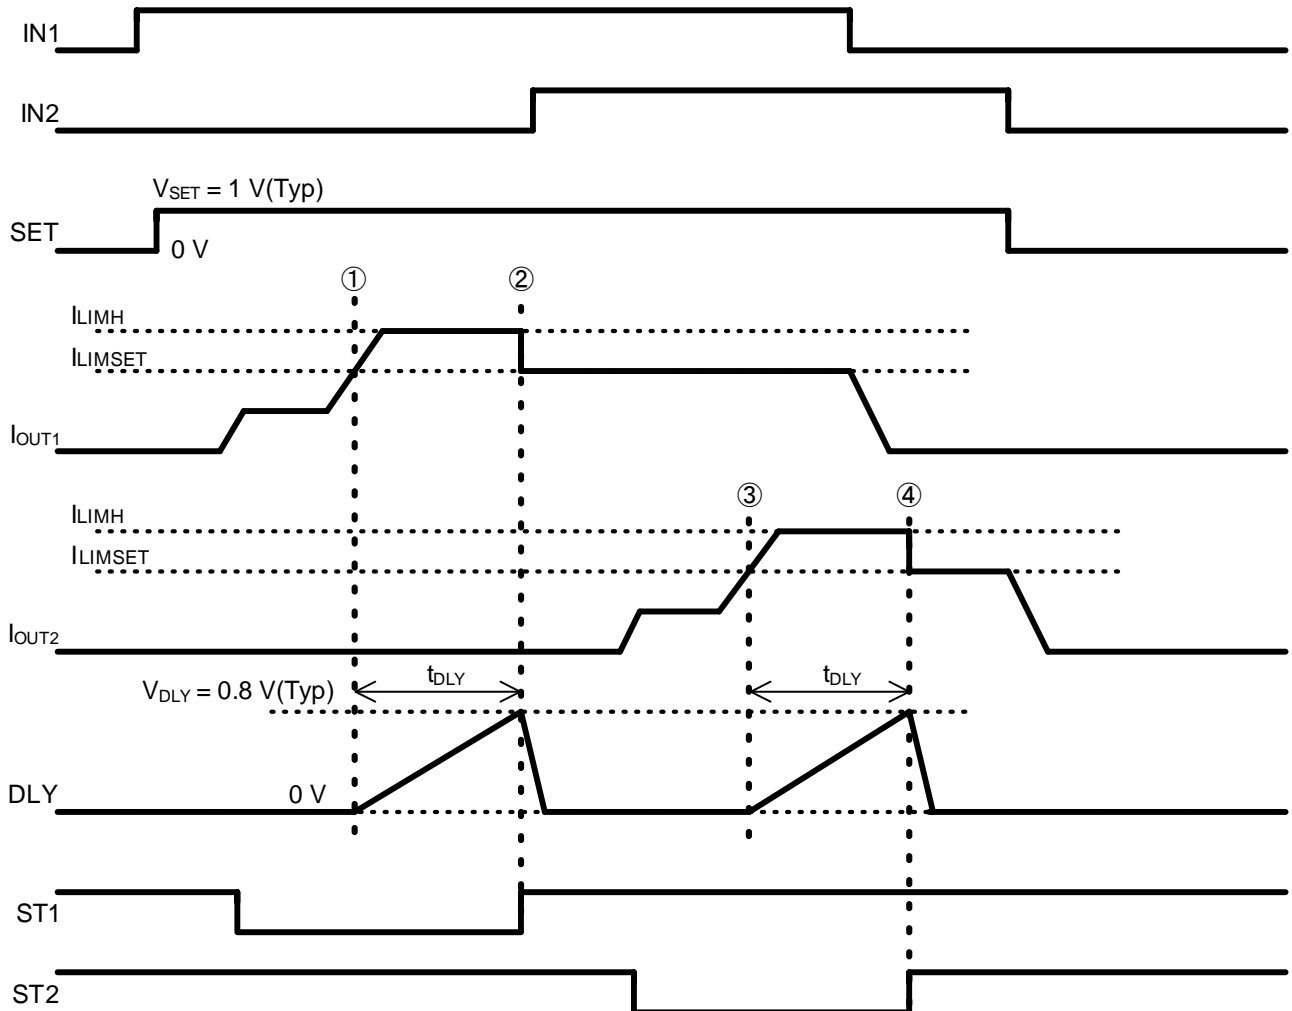 IN1
IN2
VSET = 1 V(Typ)
SET
0 V
① ②
ILIMH
ILIMSET
IOUT1
③ ④
ILIMH
ILIMSET
IOUT2
VDLY = 0.8 V(Typ)
tDLY tDLY
DLY
0 V
ST1
ST2